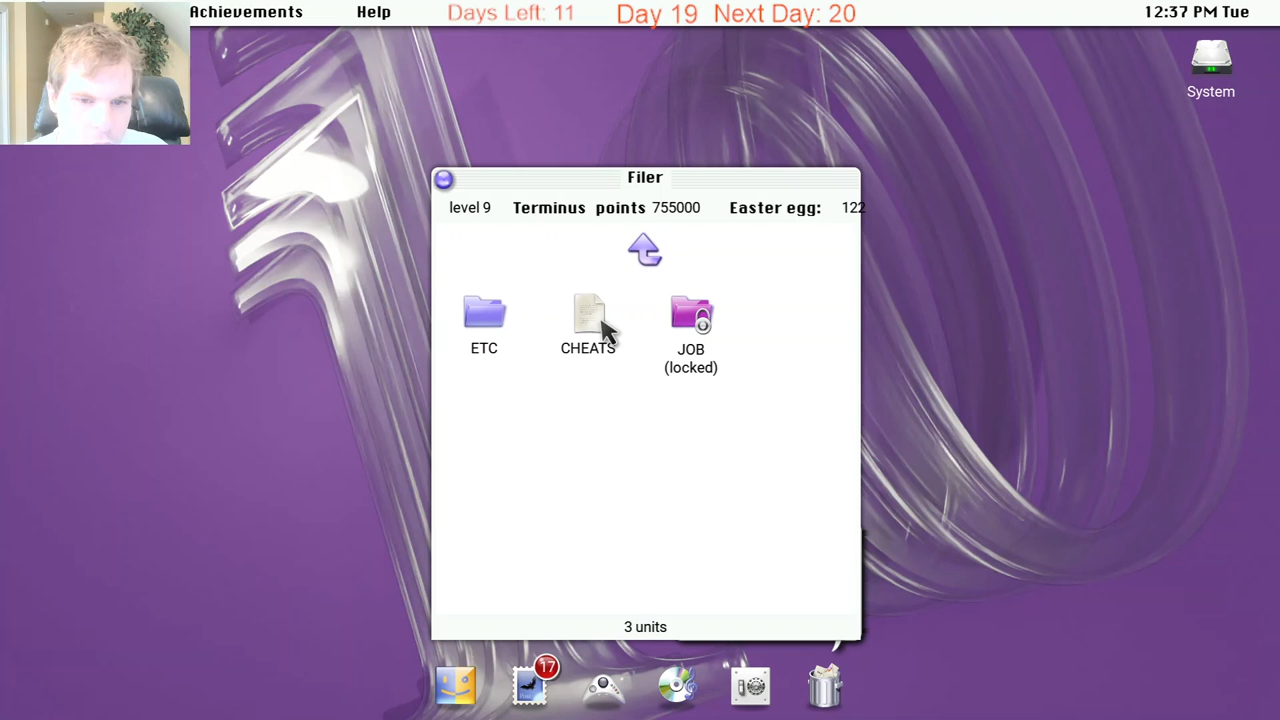 Achievements Help Days Left: 11 Day 19 Next Day: 20 12:37 PM Tue
System
Filer
level 9 Terminus points 755000 Easter egg: 122
ETC CHEATS JOB
(locked)
3 units
17